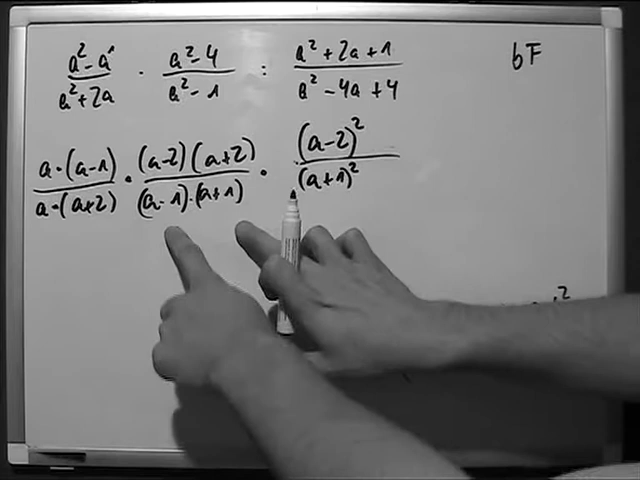 (a² - a¹)/(a² + 2a) · (a² - 4)/(a² - 1) : (a² + 2a + 1)/(a² - 4a + 4)
6F
(a · (a - 1))/(a · (a + 2)) · ((a - 2)(a + 2))/((a - 1) · (a + 1)) · (a - 2)²/(a + 1)²